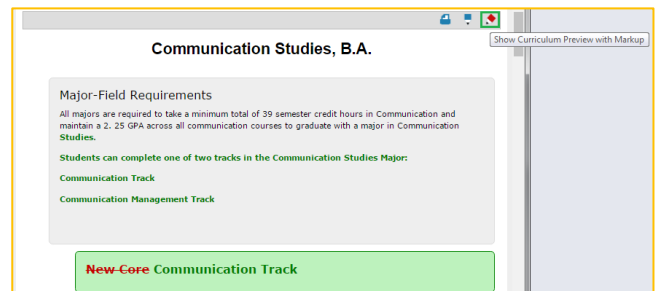 Show Curriculum Preview with Markup
Communication Studies, B.A.
Major-Field Requirements
All majors are required to take a minimum total of 39 semester credit hours in Communication and
maintain a 2. 25 GPA across all communication courses to graduate with a major in Communication
Studies.
Students can complete one of two tracks in the Communication Studies Major:
Communication Track
Communication Management Track
New Core Communication Track